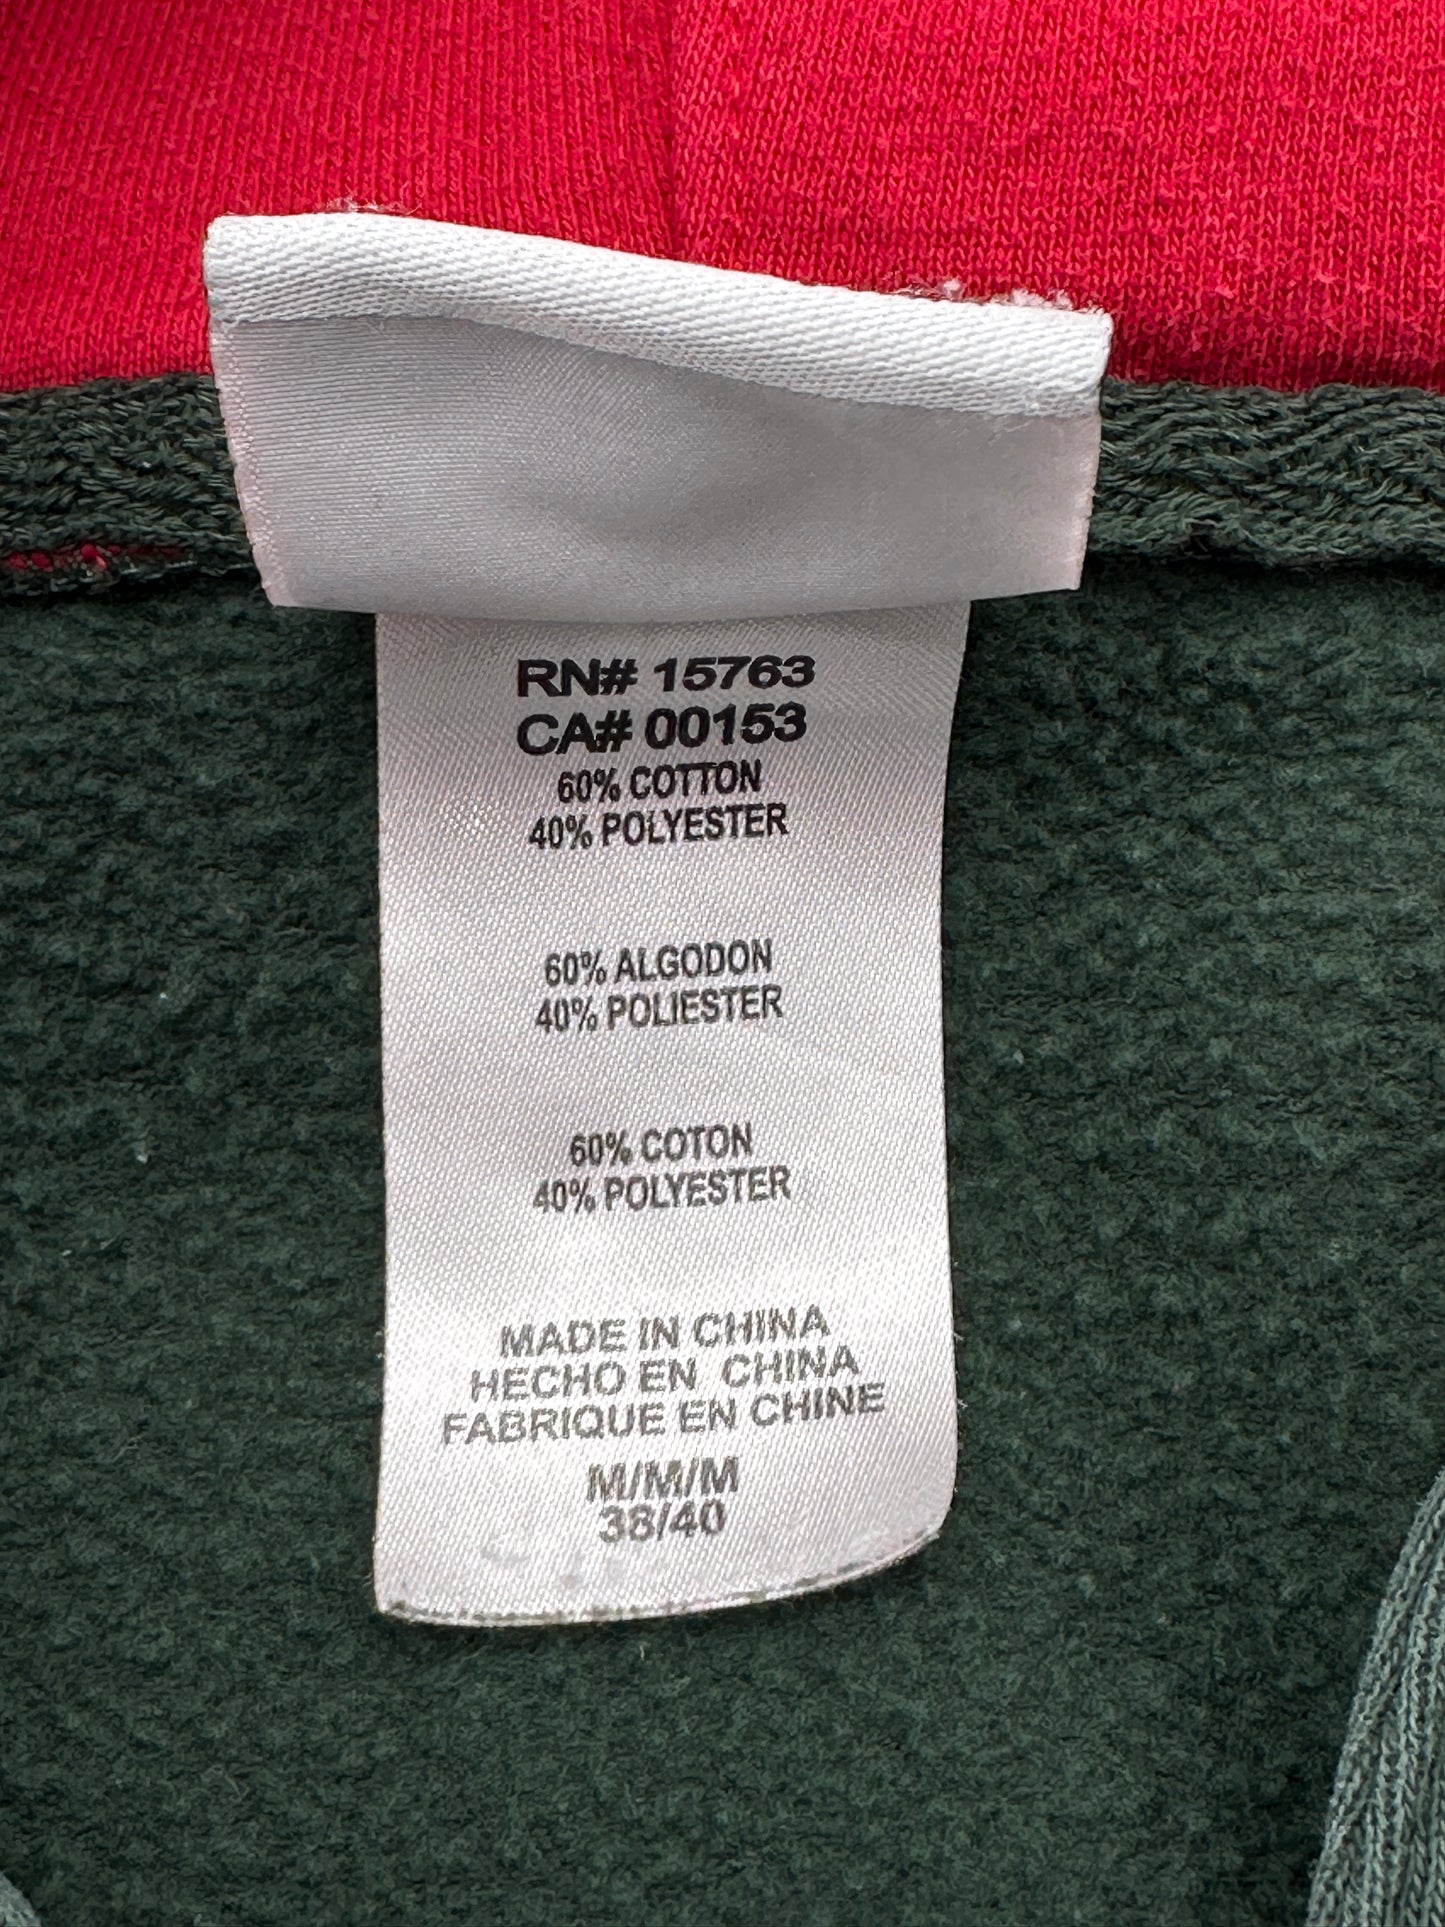 RN# 15763
CA# 00153
60% COTTON
40% POLYESTER
60% ALGODON
40% POLIESTER
60% COTON
40% POLYESTER
MADE IN CHINA
HECHO EN CHINA
FABRIQUE EN CHINE
M/M/M
38/40